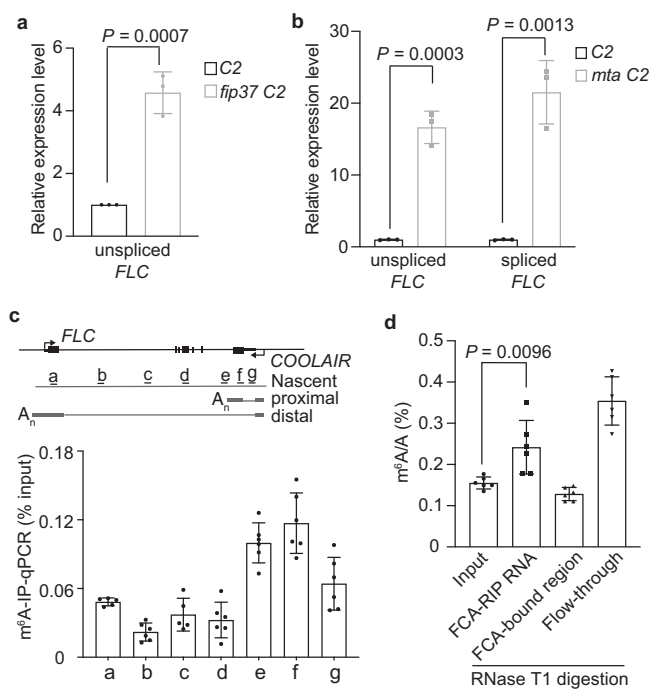 a
P = 0.0007
C2
fip37 C2
Relative expression level
6
4
2
0
unspliced
FLC
b
P = 0.0013
P = 0.0003
C2
mta C2
Relative expression level
30
20
10
0
unspliced
FLC
spliced
FLC
c
FLC
COOLAIR
a b c d e f g
Nascent
An proximal
An distal
m⁶A-IP-qPCR (% input)
0.18
0.12
0.06
0
a b c d e f g
d
P = 0.0096
m⁶A/A (%)
0.5
0.4
0.3
0.2
0.1
0
Input
FCA-RIP RNA
FCA-bound region
Flow-through
RNase T1 digestion